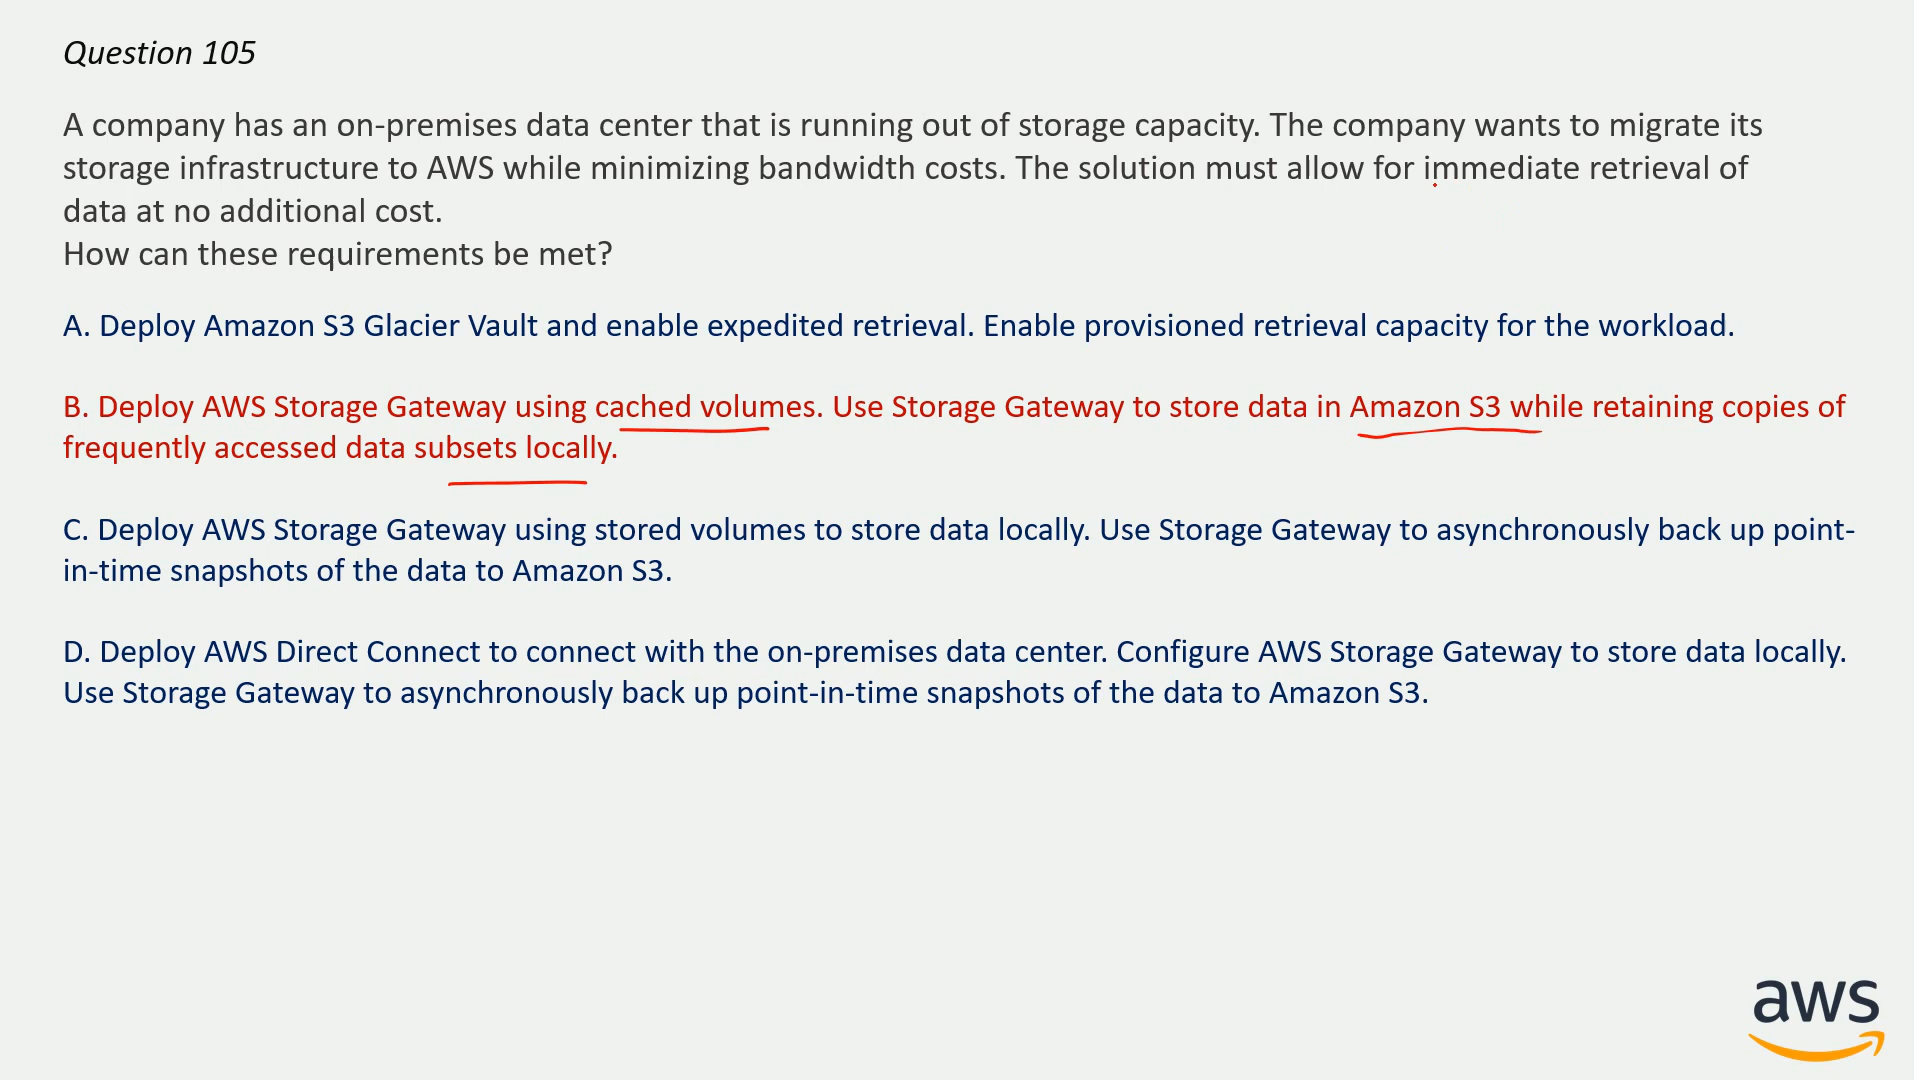 Question 105
A company has an on-premises data center that is running out of storage capacity. The company wants to migrate its
storage infrastructure to AWS while minimizing bandwidth costs. The solution must allow for immediate retrieval of
data at no additional cost.
How can these requirements be met?
A. Deploy Amazon S3 Glacier Vault and enable expedited retrieval. Enable provisioned retrieval capacity for the workload.
B. Deploy AWS Storage Gateway using cached volumes. Use Storage Gateway to store data in Amazon S3 while retaining copies of
frequently accessed data subsets locally.
C. Deploy AWS Storage Gateway using stored volumes to store data locally. Use Storage Gateway to asynchronously back up point-
in-time snapshots of the data to Amazon S3.
D. Deploy AWS Direct Connect to connect with the on-premises data center. Configure AWS Storage Gateway to store data locally.
Use Storage Gateway to asynchronously back up point-in-time snapshots of the data to Amazon S3.
aws